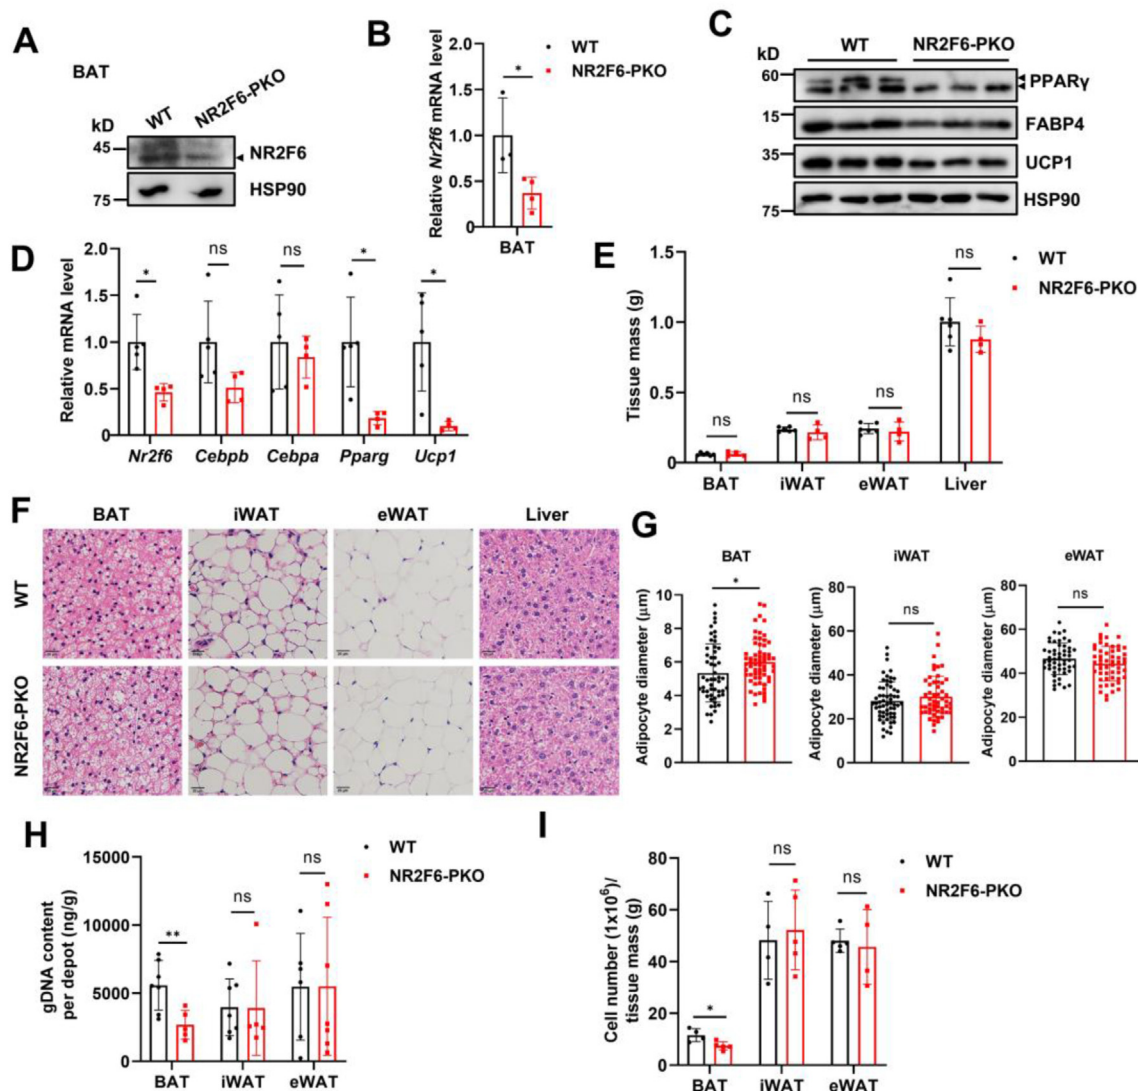 A
BAT
WT
NR2F6-PKO
kD
45
NR2F6
75
HSP90
B
Relative Nr2f6 mRNA level
2.0
1.5
1.0
0.5
0
*
BAT
WT
NR2F6-PKO
C
kD
WT
NR2F6-PKO
60
PPARγ
15
FABP4
35
UCP1
75
HSP90
D
Relative mRNA level
2.0
1.5
1.0
0.5
0
*
ns
ns
*
*
Nr2f6
Cebpb
Cebpa
Pparg
Ucp1
E
Tissue mass (g)
1.5
1.0
0.5
0.0
ns
ns
ns
ns
BAT
iWAT
eWAT
Liver
WT
NR2F6-PKO
F
BAT
iWAT
eWAT
Liver
WT
NR2F6-PKO
G
BAT
Adipocyte diameter (μm)
10
8
6
4
2
0
*
iWAT
Adipocyte diameter (μm)
80
60
40
20
0
ns
eWAT
Adipocyte diameter (μm)
80
60
40
20
0
ns
H
gDNA content
per depot (ng/g)
15000
10000
5000
0
**
ns
ns
BAT
iWAT
eWAT
WT
NR2F6-PKO
I
Cell number (1x10⁶)/
tissue mass (g)
80
60
40
20
0
*
ns
ns
BAT
iWAT
eWAT
WT
NR2F6-PKO